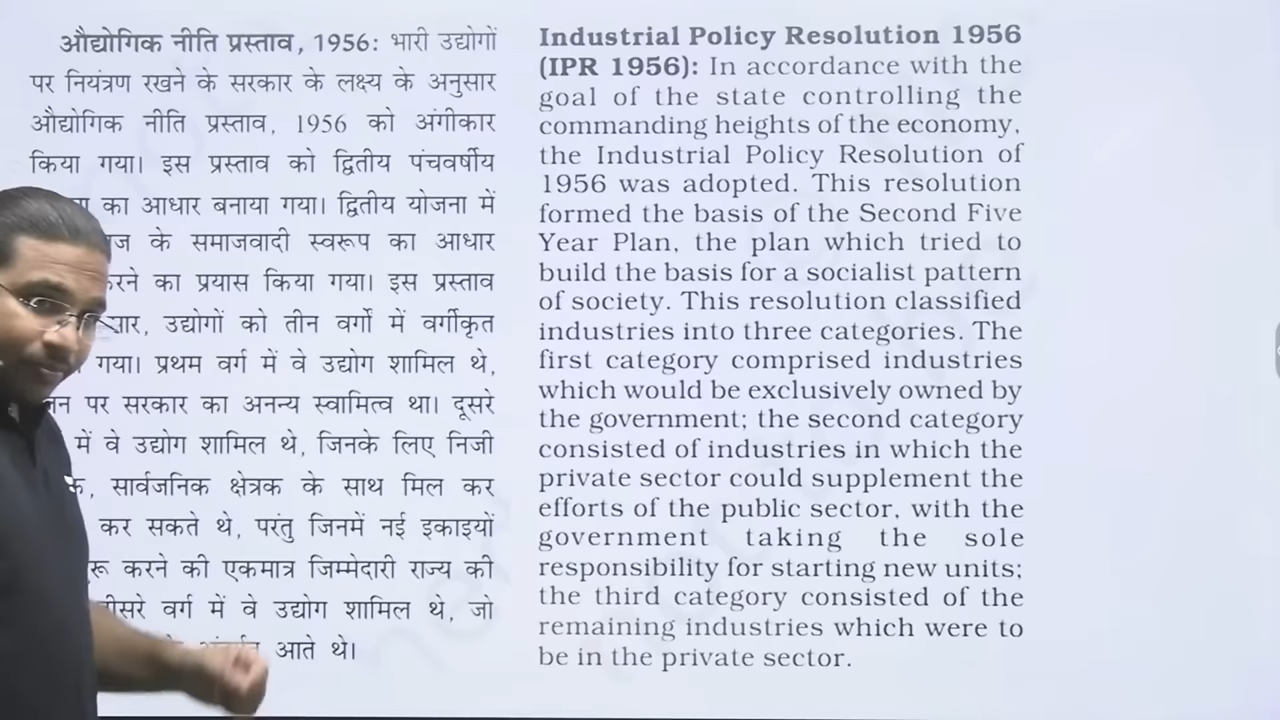 औद्योगिक नीति प्रस्ताव, 1956: भारी उद्योगों
पर नियंत्रण रखने के सरकार के लक्ष्य के अनुसार
औद्योगिक नीति प्रस्ताव, 1956 को अंगीकार
किया गया। इस प्रस्ताव को द्वितीय पंचवर्षीय
का आधार बनाया गया। द्वितीय योजना में
के समाजवादी स्वरूप का आधार
का प्रयास किया गया। इस प्रस्ताव
उद्योगों को तीन वर्गों में वर्गीकृत
गया। प्रथम वर्ग में वे उद्योग शामिल थे,
पर सरकार का अनन्य स्वामित्व था। दूसरे
में वे उद्योग शामिल थे, जिनके लिए निजी
सार्वजनिक क्षेत्रक के साथ मिल कर
कर सकते थे, परंतु जिनमें नई इकाइयों
करने की एकमात्र जिम्मेदारी राज्य की
वर्ग में वे उद्योग शामिल थे, जो
आते थे।
Industrial Policy Resolution 1956
(IPR 1956): In accordance with the
goal of the state controlling the
commanding heights of the economy,
the Industrial Policy Resolution of
1956 was adopted. This resolution
formed the basis of the Second Five
Year Plan, the plan which tried to
build the basis for a socialist pattern
of society. This resolution classified
industries into three categories. The
first category comprised industries
which would be exclusively owned by
the government; the second category
consisted of industries in which the
private sector could supplement the
efforts of the public sector, with the
government taking the sole
responsibility for starting new units;
the third category consisted of the
remaining industries which were to
be in the private sector.